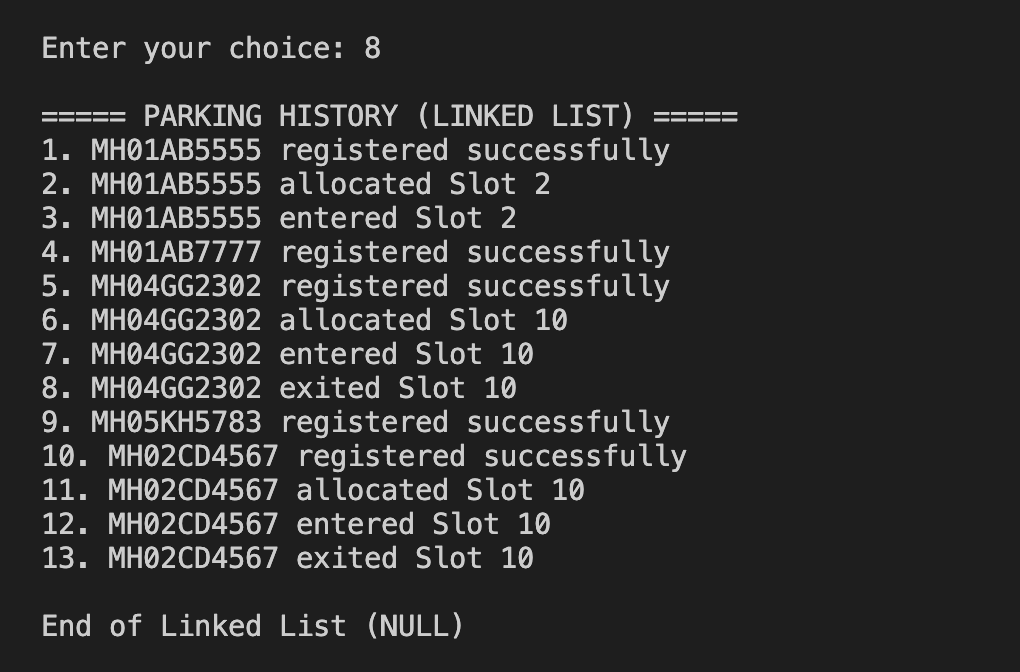 Enter your choice: 8
===== PARKING HISTORY (LINKED LIST) =====
1. MH01AB5555 registered successfully
2. MH01AB5555 allocated Slot 2
3. MH01AB5555 entered Slot 2
4. MH01AB7777 registered successfully
5. MH04GG2302 registered successfully
6. MH04GG2302 allocated Slot 10
7. MH04GG2302 entered Slot 10
8. MH04GG2302 exited Slot 10
9. MH05KH5783 registered successfully
10. MH02CD4567 registered successfully
11. MH02CD4567 allocated Slot 10
12. MH02CD4567 entered Slot 10
13. MH02CD4567 exited Slot 10
End of Linked List (NULL)